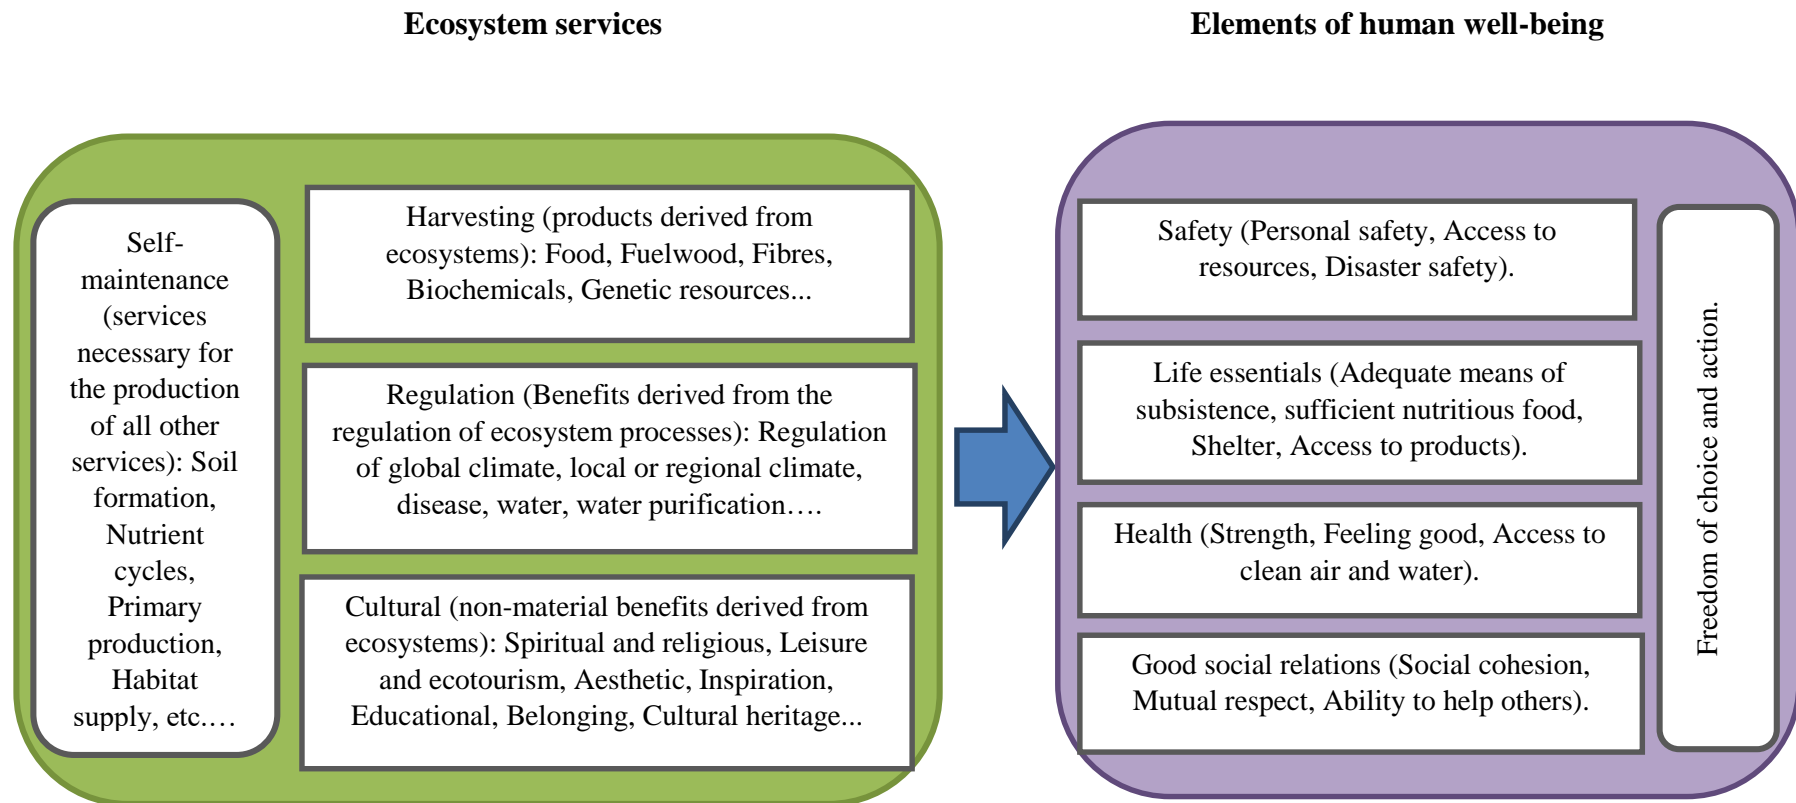 Ecosystem services
Elements of human well-being
Self-
maintenance
(services
necessary for
the production
of all other
services): Soil
formation,
Nutrient
cycles,
Primary
production,
Habitat
supply, etc.…
Harvesting (products derived from
ecosystems): Food, Fuelwood, Fibres,
Biochemicals, Genetic resources...
Regulation (Benefits derived from the
regulation of ecosystem processes): Regulation
of global climate, local or regional climate,
disease, water, water purification….
Cultural (non-material benefits derived from
ecosystems): Spiritual and religious, Leisure
and ecotourism, Aesthetic, Inspiration,
Educational, Belonging, Cultural heritage...
Safety (Personal safety, Access to
resources, Disaster safety).
Life essentials (Adequate means of
subsistence, sufficient nutritious food,
Shelter, Access to products).
Health (Strength, Feeling good, Access to
clean air and water).
Good social relations (Social cohesion,
Mutual respect, Ability to help others).
Freedom of choice and action.